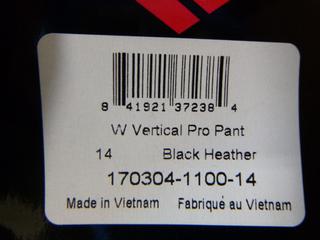 8 41921 37238 4
W Vertical Pro Pant
14 Black Heather
170304-1100-14
Made in Vietnam Fabriqué au Vietnam